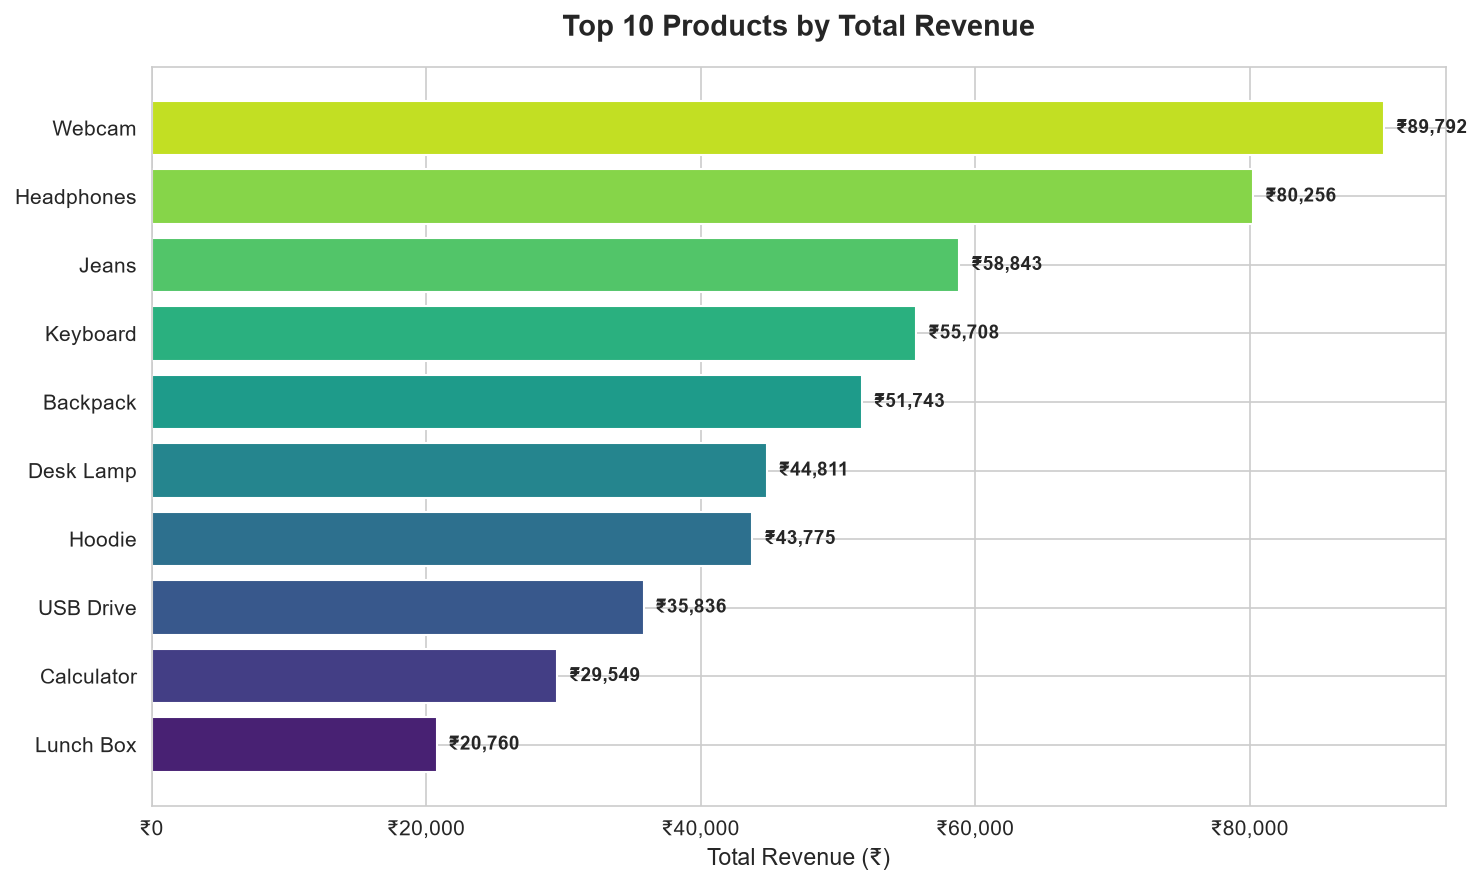 Top 10 Products by Total Revenue
Webcam ₹89,792
Headphones ₹80,256
Jeans ₹58,843
Keyboard ₹55,708
Backpack ₹51,743
Desk Lamp ₹44,811
Hoodie ₹43,775
USB Drive ₹35,836
Calculator ₹29,549
Lunch Box ₹20,760
₹0 ₹20,000 ₹40,000 ₹60,000 ₹80,000
Total Revenue (₹)